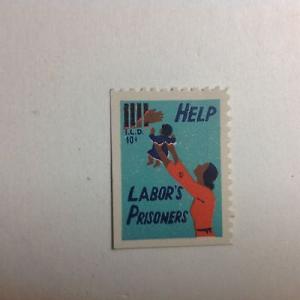 HELP
I.L.D.
10¢
LABOR'S
PRISONERS